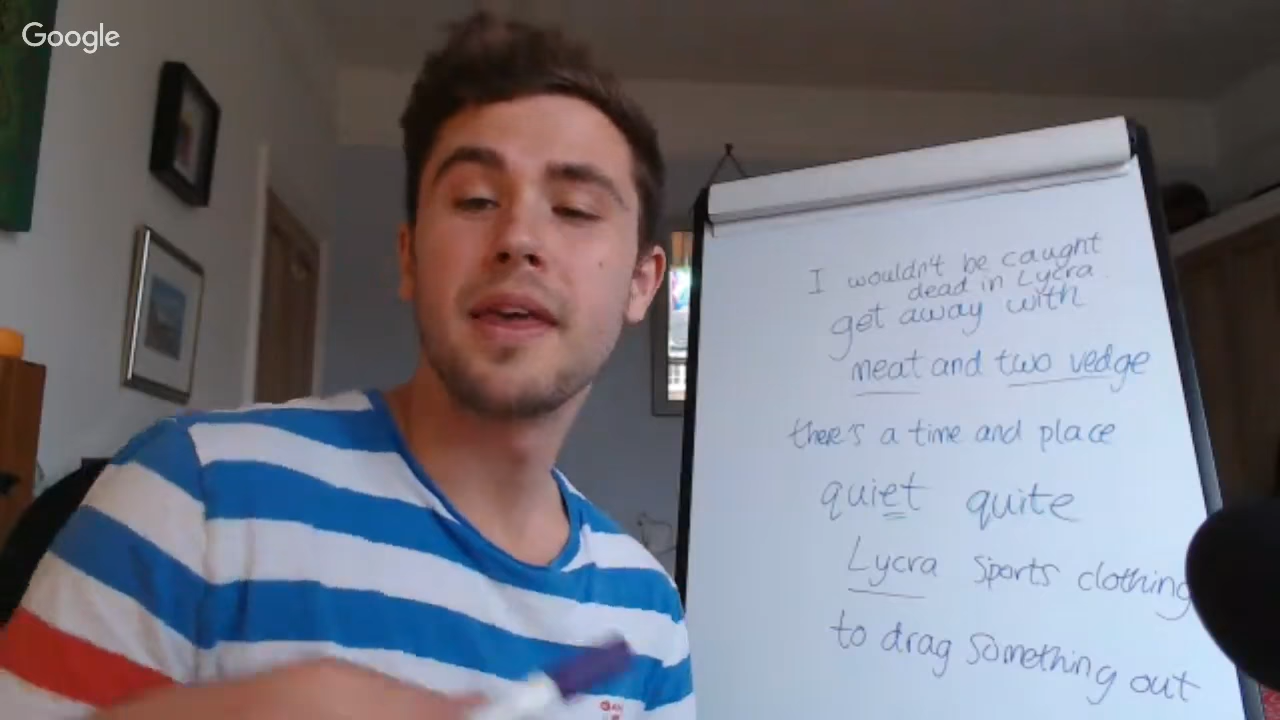 Google
I wouldn't be caught
dead in Lycra.
get away with
meat and two vedge
there's a time and place
quiet quite
Lycra sports clothing
to drag something out